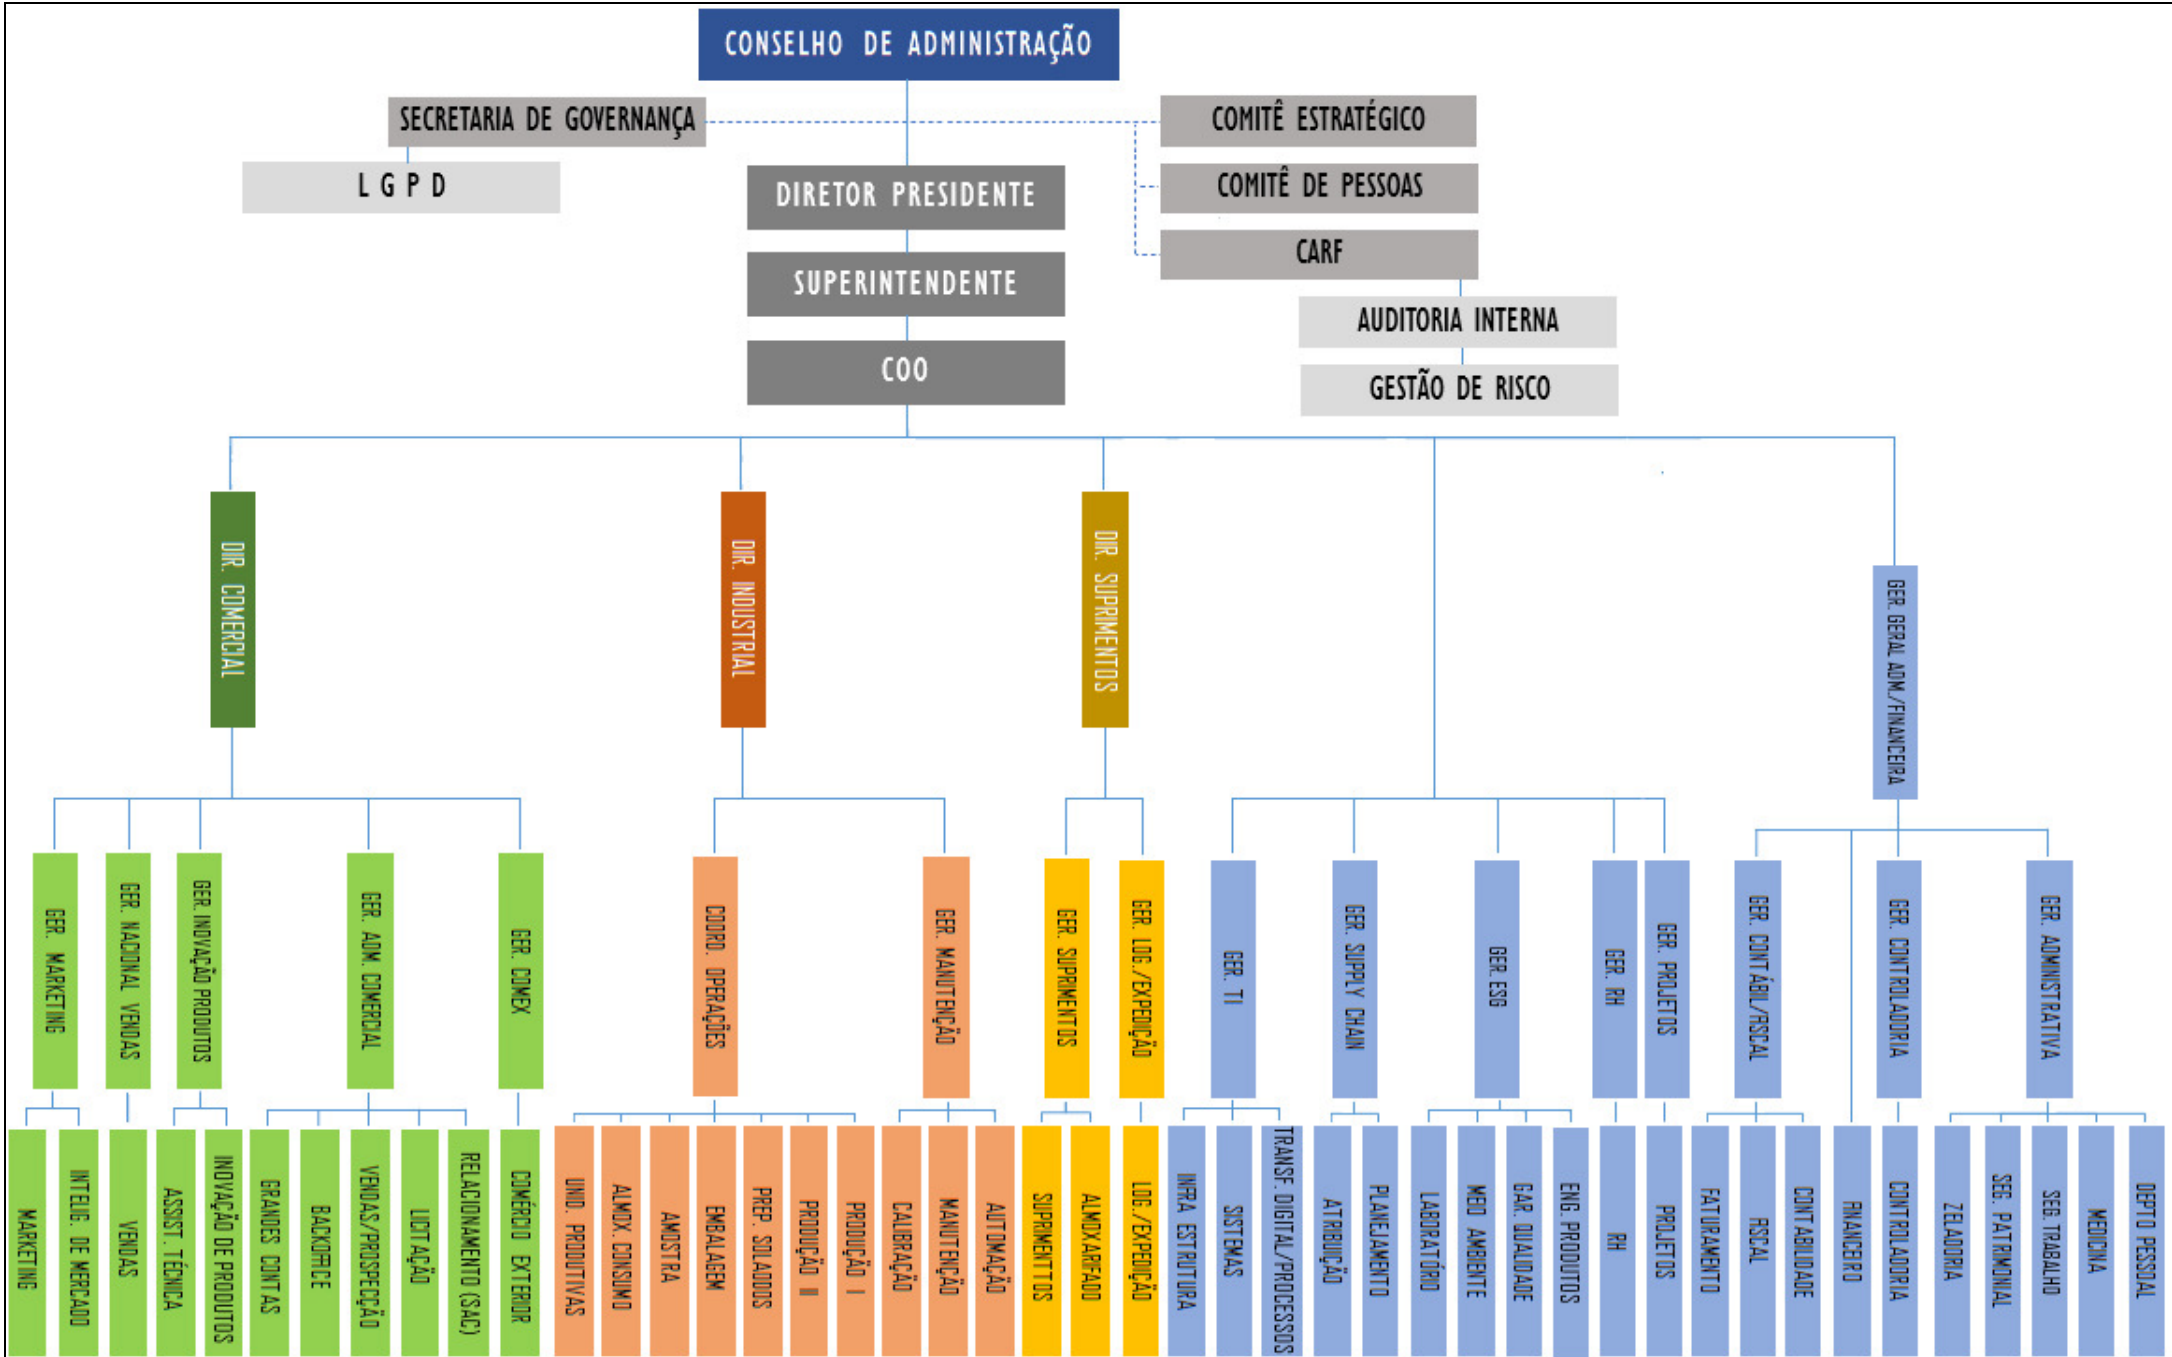 CONSELHO DE ADMINISTRAÇÃO
SECRETARIA DE GOVERNANÇA
COMITÊ ESTRATÉGICO
L G P D
DIRETOR PRESIDENTE
COMITÊ DE PESSOAS
CARF
SUPERINTENDENTE
AUDITORIA INTERNA
COO
GESTÃO DE RISCO
DIR. COMERCIAL
DIR. INDUSTRIAL
DIR. SUPRIMENTOS
GER. GERAL ADM./FINANCEIRA
GER. MARKETING
GER. NACIONAL VENDAS
GER. INOVAÇÃO PRODUTOS
GER. ADM. COMERCIAL
GER. COMEX
COORD. OPERAÇÕES
GER. MANUTENÇÃO
GER. SUPRIMENTOS
GER. LOG./EXPEDIÇÃO
GER. TI
GER. SUPPLY CHAIN
GER. ESG
GER. RH
GER. PROJETOS
GER. CONTÁBIL/FISCAL
GER. CONTROLADORIA
GER. ADMINISTRATIVA
MARKETING
INTELIG. DE MERCADO
VENDAS
ASSIST. TÉCNICA
INOVAÇÃO DE PRODUTOS
GRANDES CONTAS
BACKOFFICE
VENDAS/PROSPECÇÃO
LICITAÇÃO
RELACIONAMENTO (SAC)
COMÉRCIO EXTERIOR
UNID. PRODUTIVAS
ALMOX. CONSUMO
AMOSTRA
EMBALAGEM
PREP. SOLADOS
PRODUÇÃO II
PRODUÇÃO I
CALIBRAÇÃO
MANUTENÇÃO
AUTOMAÇÃO
SUPRIMENTTOS
ALMOXARIFADO
LOG./EXPEDIÇÃO
INFRA ESTRUTURA
SISTEMAS
TRANSF. DIGITAL/PROCESSOS
ATRIBUIÇÃO
PLANEJAMENTO
LABORATÓRIO
MEIO AMBIENTE
GAR. QUALIDADE
ENG. PRODUTOS
RH
PROJETOS
FATURAMENTO
FISCAL
CONTABILIDADE
FINANCEIRO
CONTROLADORIA
ZELADORIA
SEG. PATRIMONIAL
SEG. TRABALHO
MEDICINA
DEPTO PESSOAL